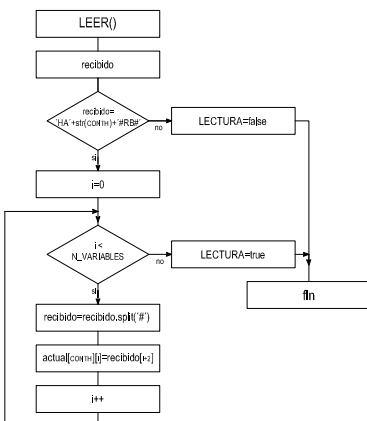 LEER()
recibido
recibido=
'HA'+str(CONTH)+'#RB#'
no
LECTURA=false
si
i=0
i <
N_VARIABLES
no
LECTURA=true
si
fin
recibido=recibido.split('#')
actual[CONTH][i]=recibido[i+2]
i++